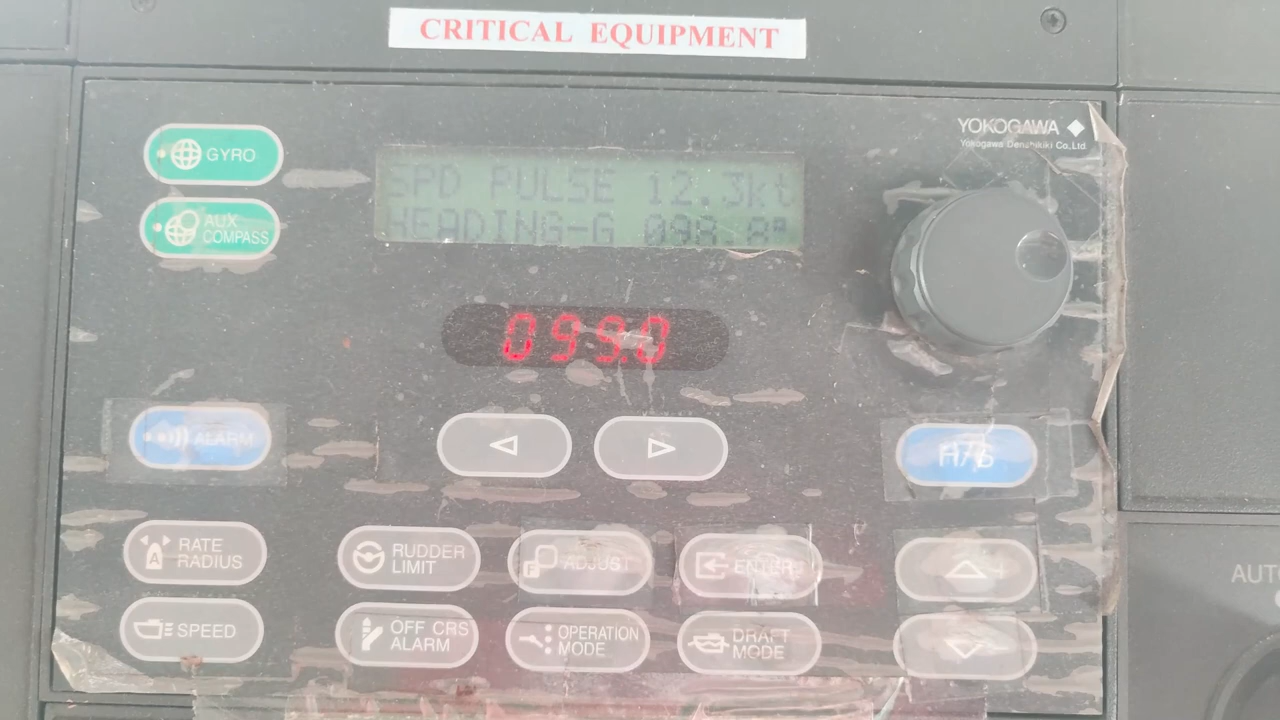 CRITICAL EQUIPMENT
YOKOGAWA
Yokogawa Denshikiki Co.,Ltd
GYRO
AUX
COMPASS
SPD PULSE 12.3kt
HEADING-G 098.8°
099.0
ALARM
RATE
RADIUS
A
RUDDER
LIMIT
F
ADJUST
ENTER
AUTO
SPEED
OFF CRS
ALARM
OPERATION
MODE
DRAFT
MODE